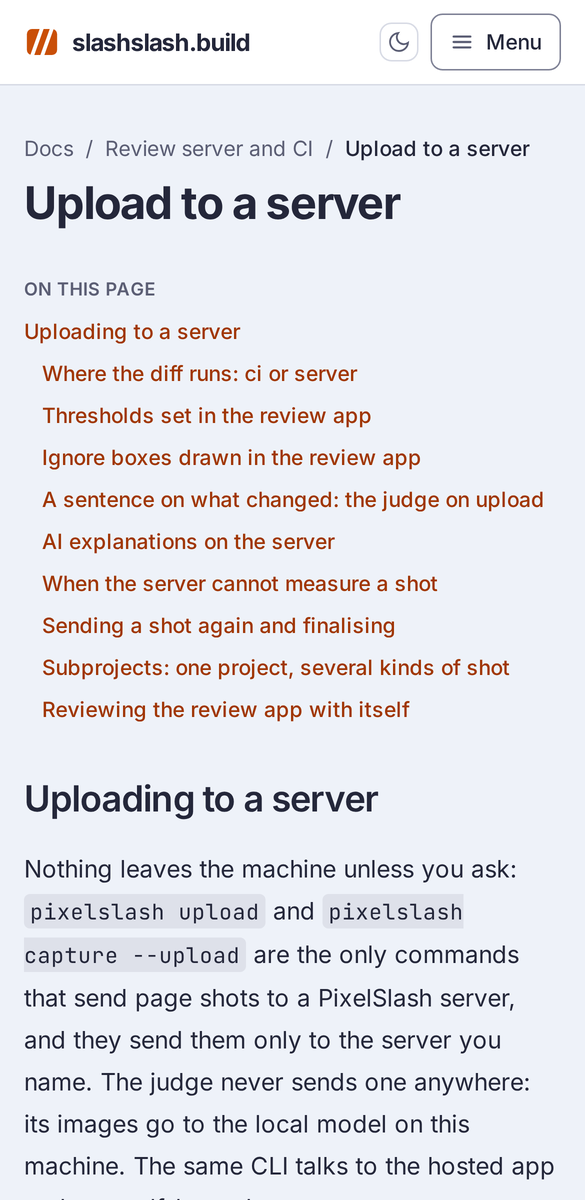 slashslash.build
Menu
Docs / Review server and CI / Upload to a server
Upload to a server
ON THIS PAGE
Uploading to a server
Where the diff runs: ci or server
Thresholds set in the review app
Ignore boxes drawn in the review app
A sentence on what changed: the judge on upload
AI explanations on the server
When the server cannot measure a shot
Sending a shot again and finalising
Subprojects: one project, several kinds of shot
Reviewing the review app with itself
Uploading to a server
Nothing leaves the machine unless you ask:
pixelslash upload and pixelslash
capture --upload are the only commands
that send page shots to a PixelSlash server,
and they send them only to the server you
name. The judge never sends one anywhere:
its images go to the local model on this
machine. The same CLI talks to the hosted app